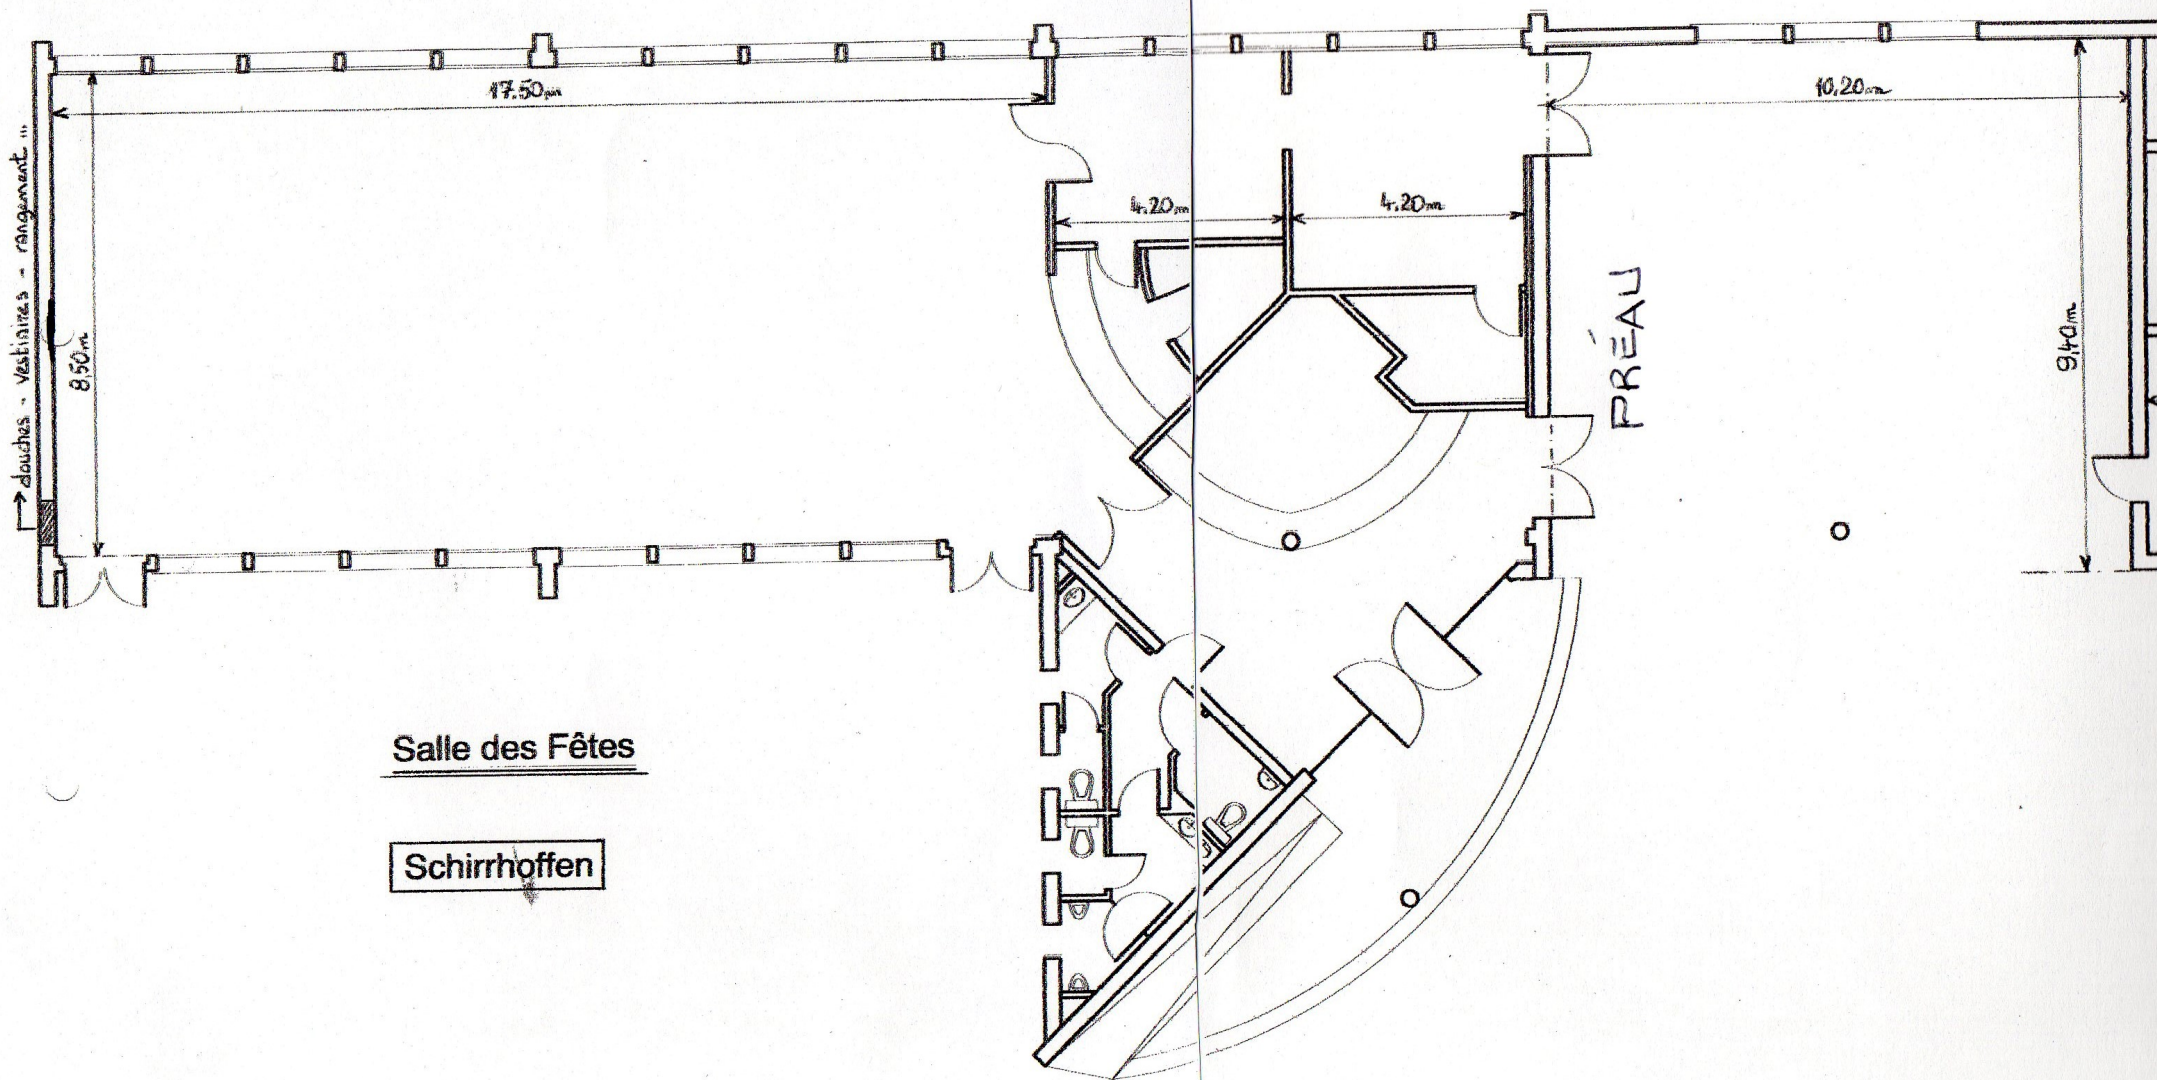 17.50m
10,20m
→ douches - vestiaires - rangement ...
8,50m
4.20m
4.20m
PRÉAU
9,40m
Salle des Fêtes
Schirrhoffen